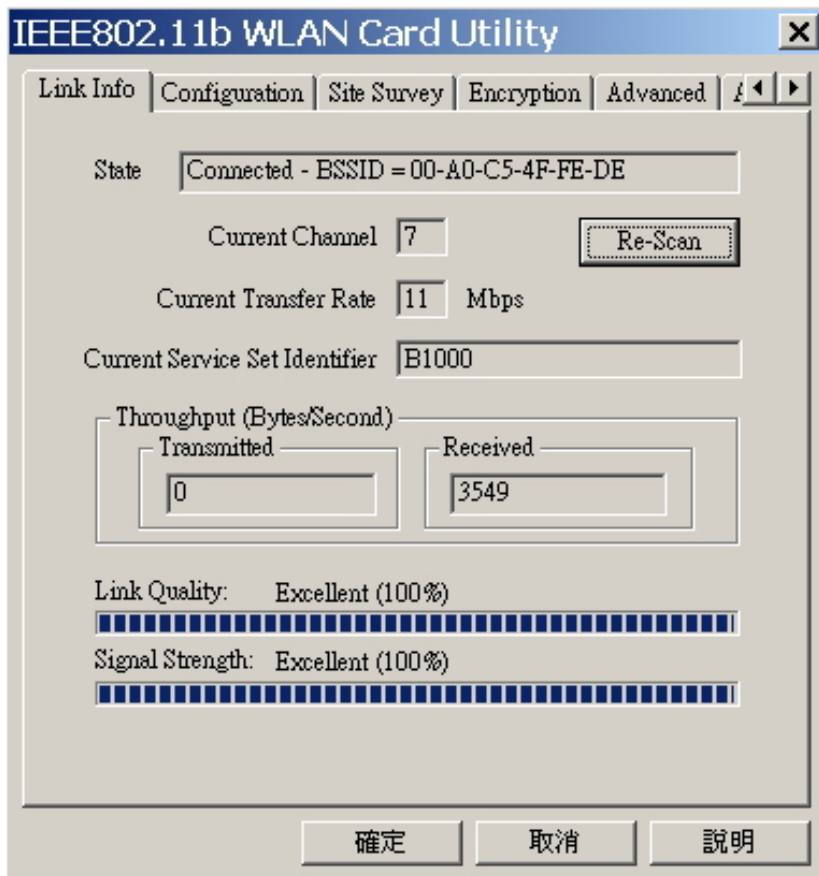 IEEE802.11b WLAN Card Utility
Link Info Configuration Site Survey Encryption Advanced
State Connected - BSSID = 00-A0-C5-4F-FE-DE
Current Channel 7 Re-Scan
Current Transfer Rate 11 Mbps
Current Service Set Identifier B1000
Throughput (Bytes/Second)
Transmitted Received
0 3549
Link Quality: Excellent (100%)
Signal Strength: Excellent (100%)
確定 取消 說明